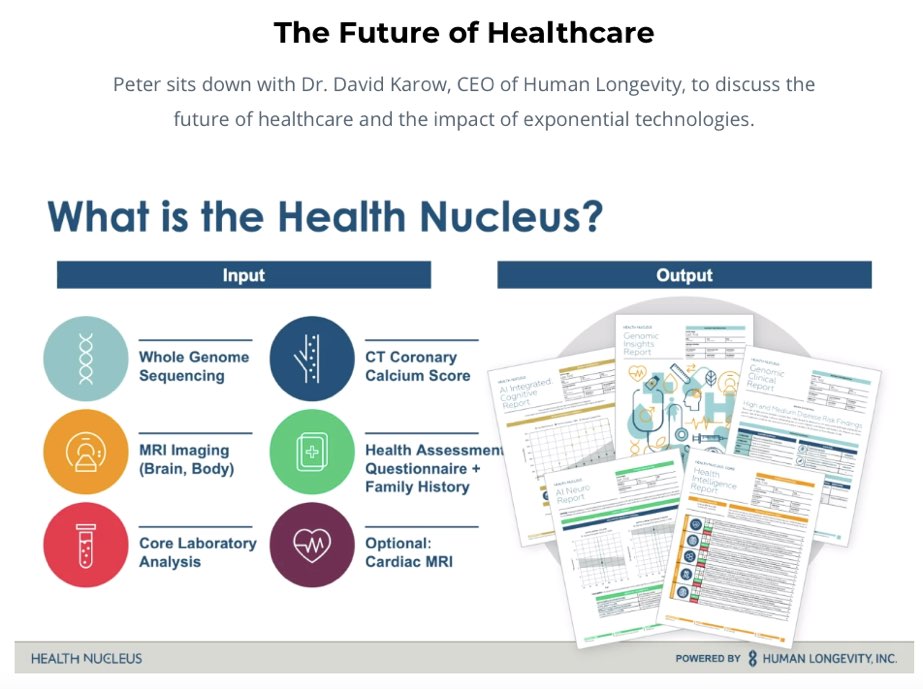 The Future of Healthcare
Peter sits down with Dr. David Karow, CEO of Human Longevity, to discuss the
future of healthcare and the impact of exponential technologies.
What is the Health Nucleus?
Input
Output
Whole Genome
Sequencing
CT Coronary
Calcium Score
MRI Imaging
(Brain, Body)
Health Assessment
Questionnaire +
Family History
Core Laboratory
Analysis
Optional:
Cardiac MRI
HEALTH NUCLEUS
AI Integrated
Cognitive
Report
HEALTH NUCLEUS
Genomic
Insights
Report
HEALTH NUCLEUS
Genomic
Clinical
Report
High and Medium Disease Risk Findings
HEALTH NUCLEUS
AI Neuro
Report
Health
Intelligence
Report
HEALTH NUCLEUS
POWERED BY HUMAN LONGEVITY, INC.